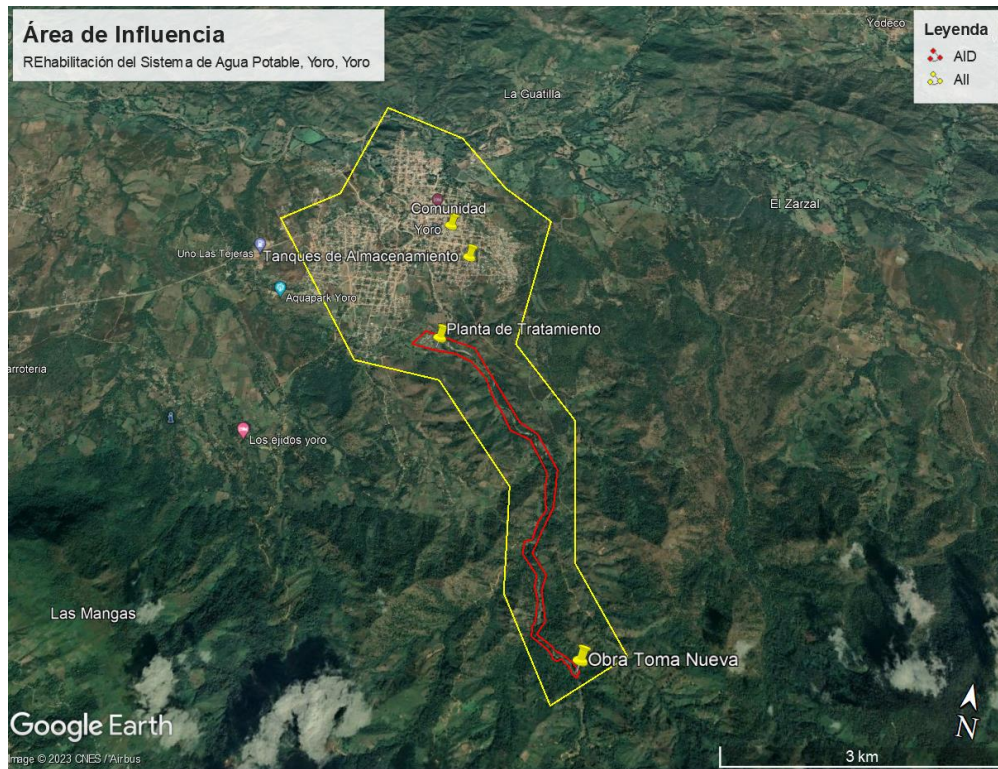 Área de Influencia
REhabilitación del Sistema de Agua Potable, Yoro, Yoro
Leyenda
AID
AII
Yodeco
La Guatilla
El Zarzal
Comunidad
Yoro
Uno Las Tejeras
Tanques de Almacenamiento
Aquapark Yoro
Planta de Tratamiento
arroteria
Los ejidos yoro
Las Mangas
Obra Toma Nueva
Google Earth
N
Image © 2023 CNES / Airbus
3 km